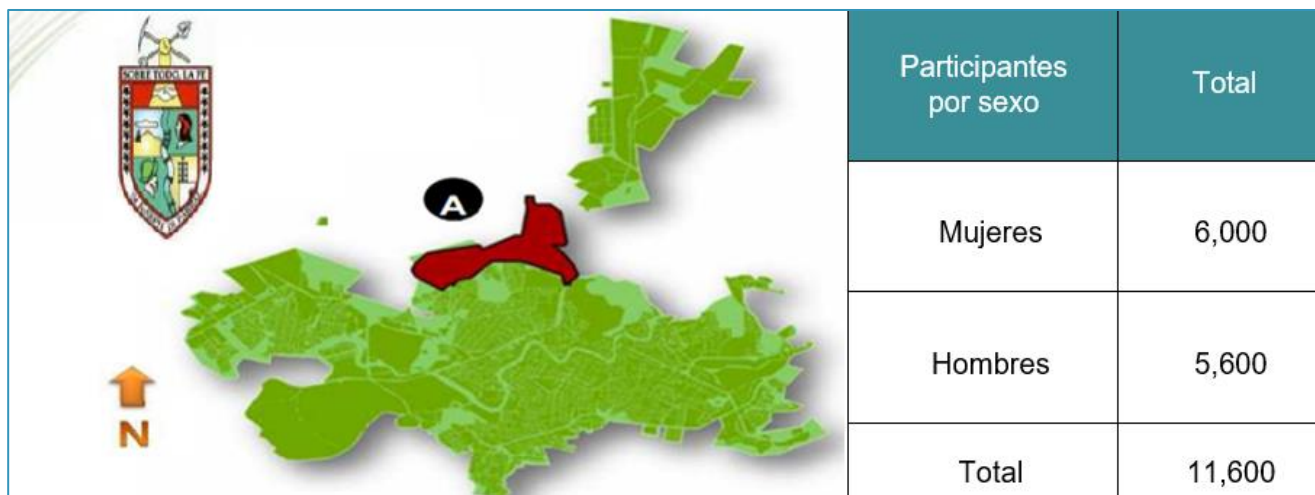 SOBRE TODO, LA FE
A
N
Participantes
por sexo
Total
Mujeres
6,000
Hombres
5,600
Total
11,600